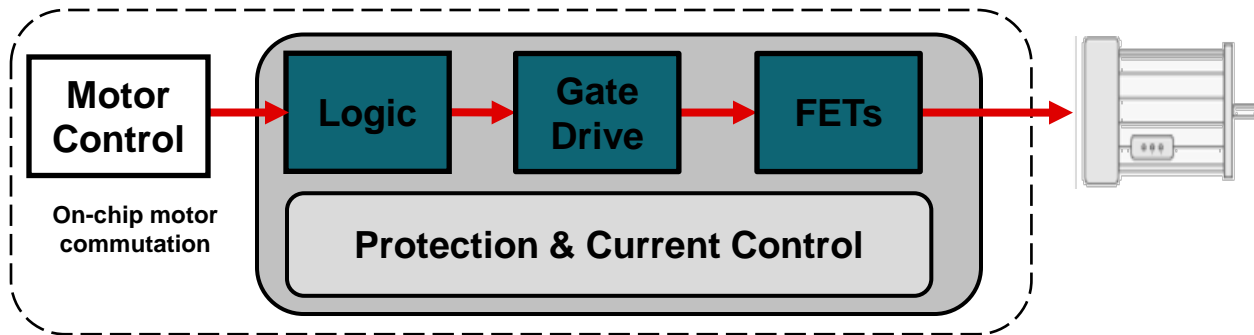 Motor
Control
Logic
Gate
Drive
FETs
On-chip motor
commutation
Protection & Current Control